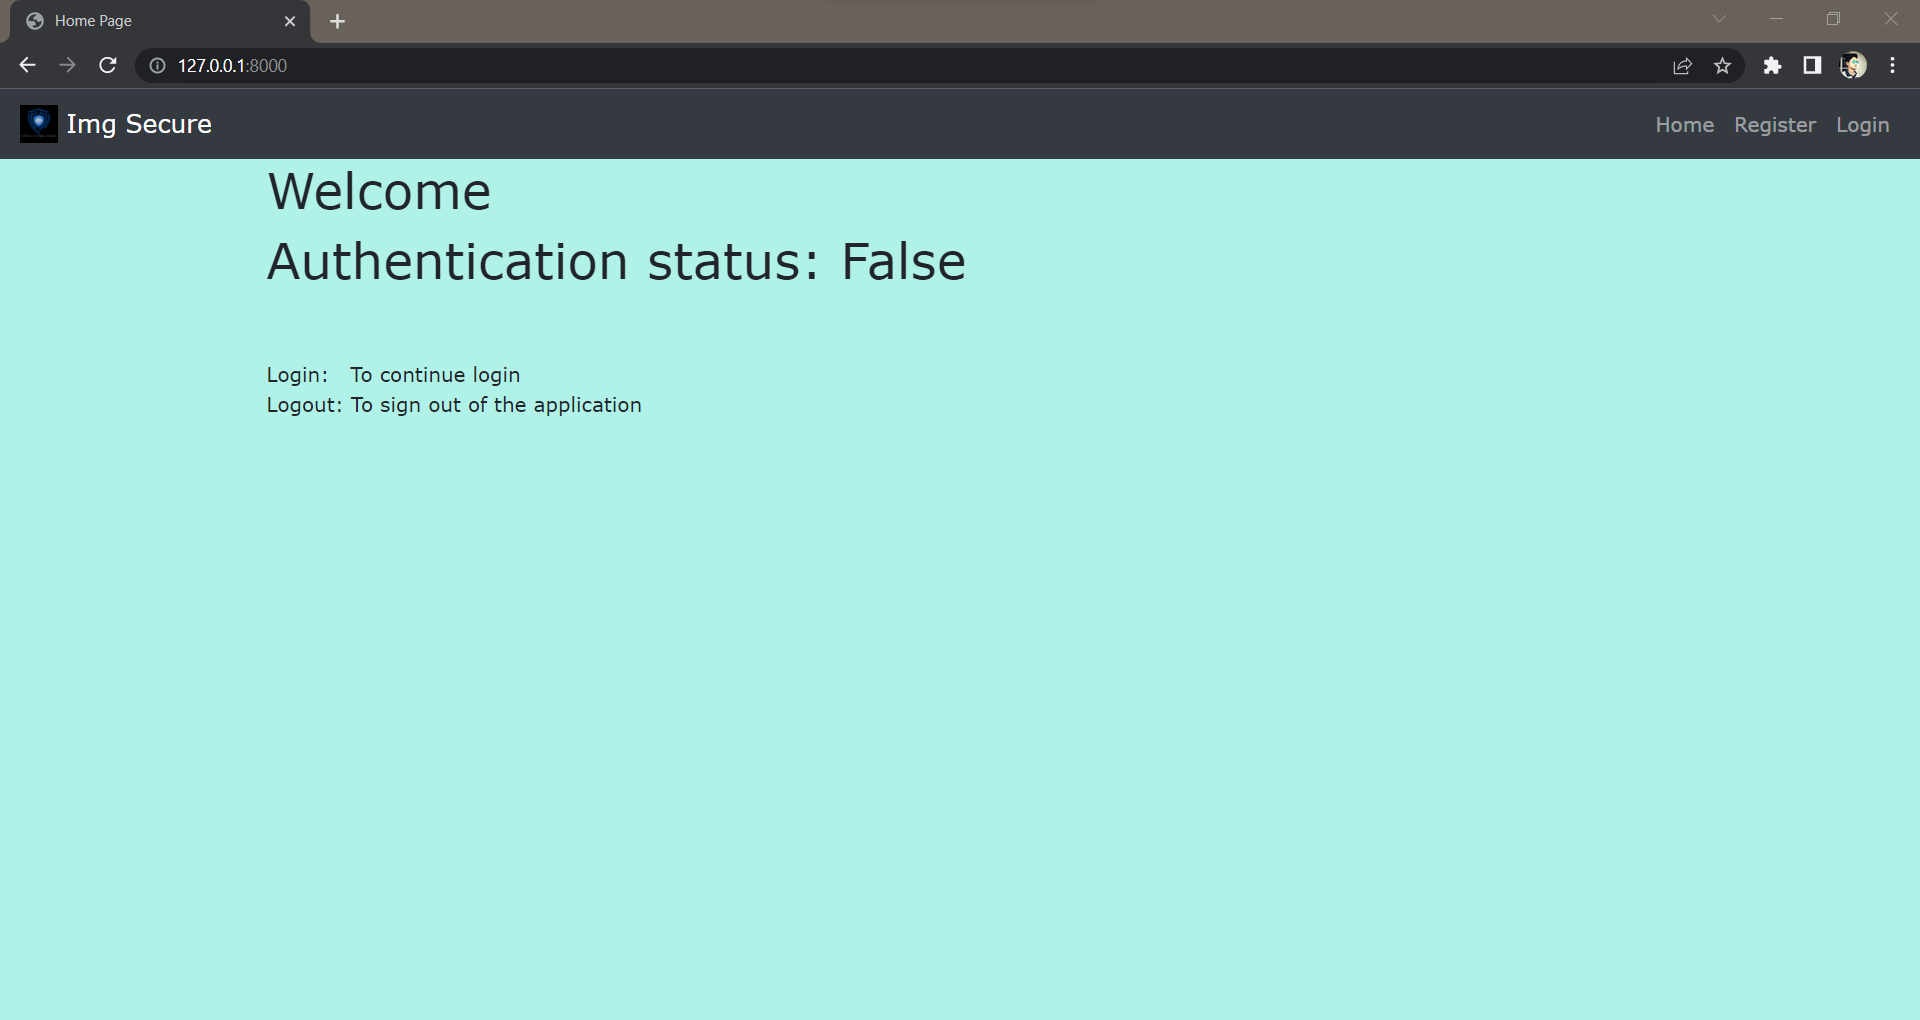 Home Page
127.0.0.1:8000
Img Secure
Home Register Login
Welcome
Authentication status: False
Login: To continue login
Logout: To sign out of the application